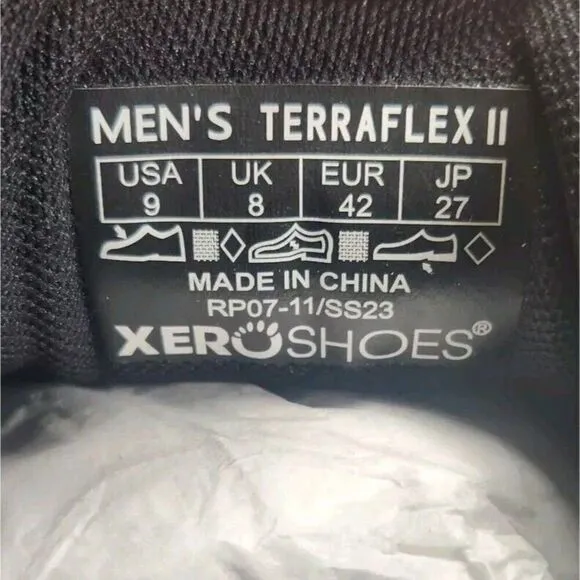 MEN'S TERRAFLEX II
USA UK EUR JP
9 8 42 27
MADE IN CHINA
RP07-11/SS23
XEROSHOES®